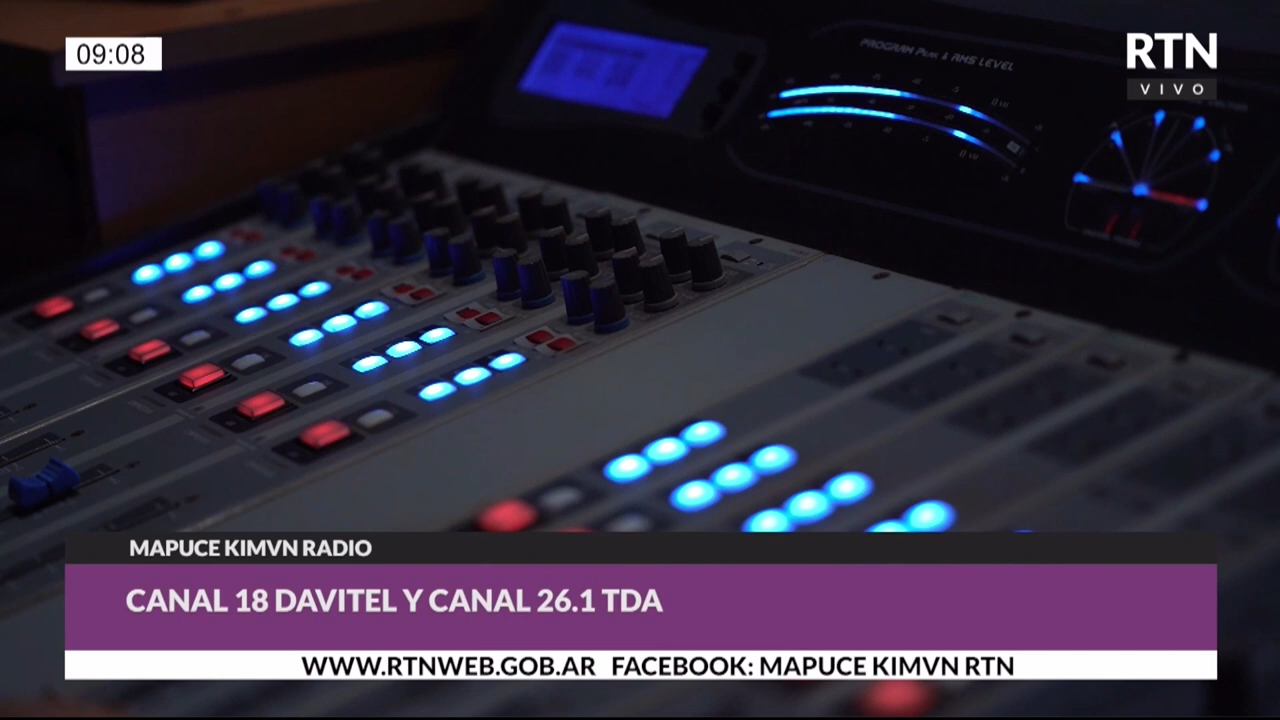 09:08
RTN
VIVO
PROGRAM PEAK & RMS LEVEL
MAPUCE KIMVN RADIO
CANAL 18 DAVITEL Y CANAL 26.1 TDA
WWW.RTNWEB.GOB.AR FACEBOOK: MAPUCE KIMVN RTN